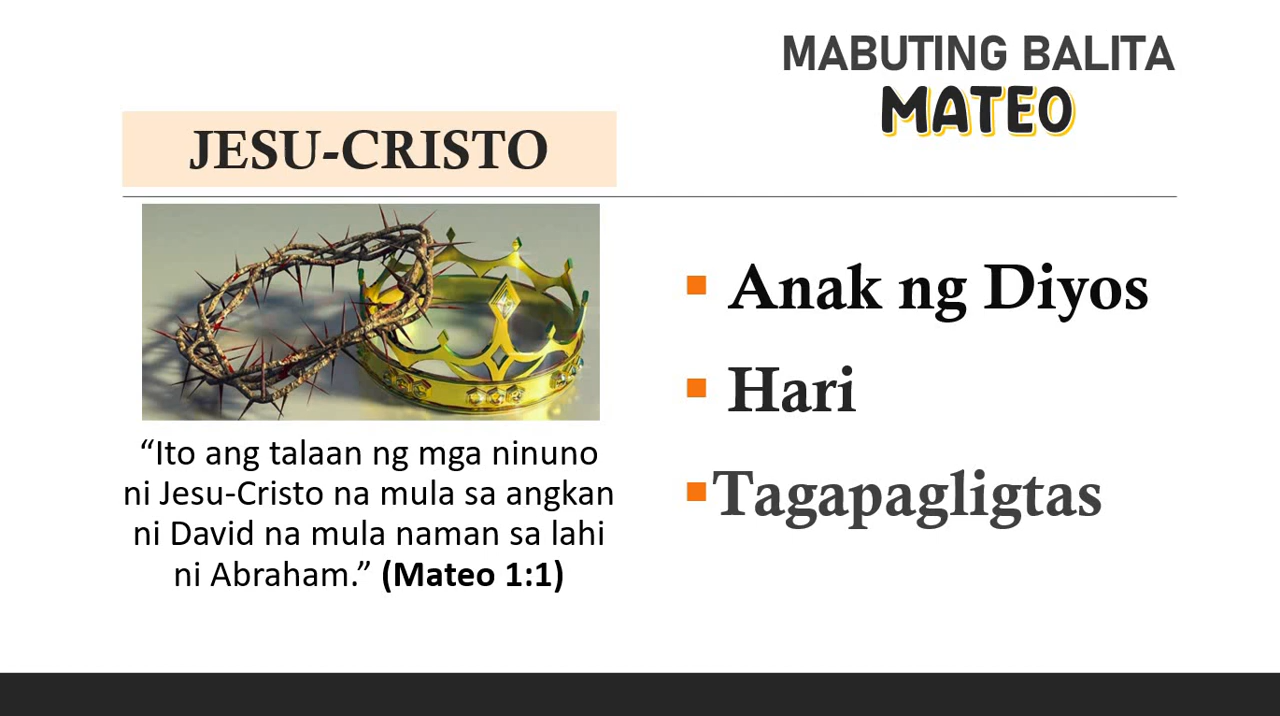 MABUTING BALITA
MATEO
JESU-CRISTO
“Ito ang talaan ng mga ninuno
ni Jesu-Cristo na mula sa angkan
ni David na mula naman sa lahi
ni Abraham.” (Mateo 1:1)
▪ Anak ng Diyos
▪ Hari
▪Tagapagligtas